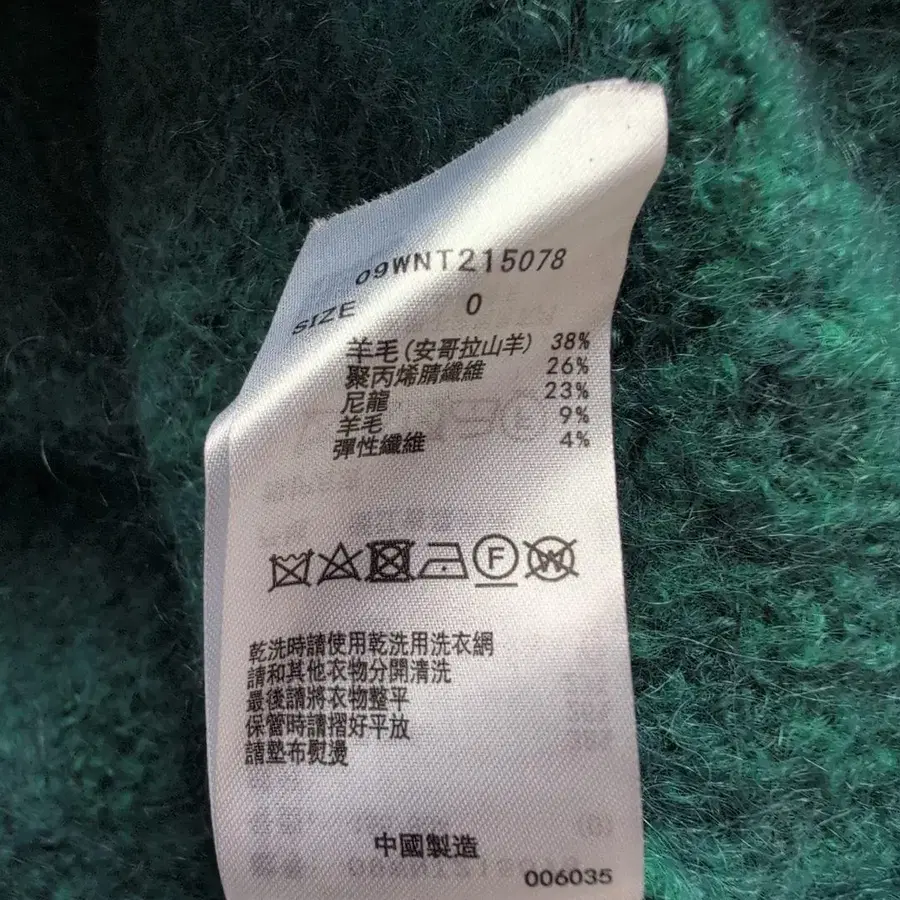 09WNT215078
SIZE 0
羊毛(安哥拉山羊) 38%
聚丙烯腈纖維 26%
尼龍 23%
羊毛 9%
彈性纖維 4%
F W
乾洗時請使用乾洗用洗衣網
請和其他衣物分開清洗
最後請將衣物整平
保管時請摺好平放
請墊布熨燙
中國製造
006035